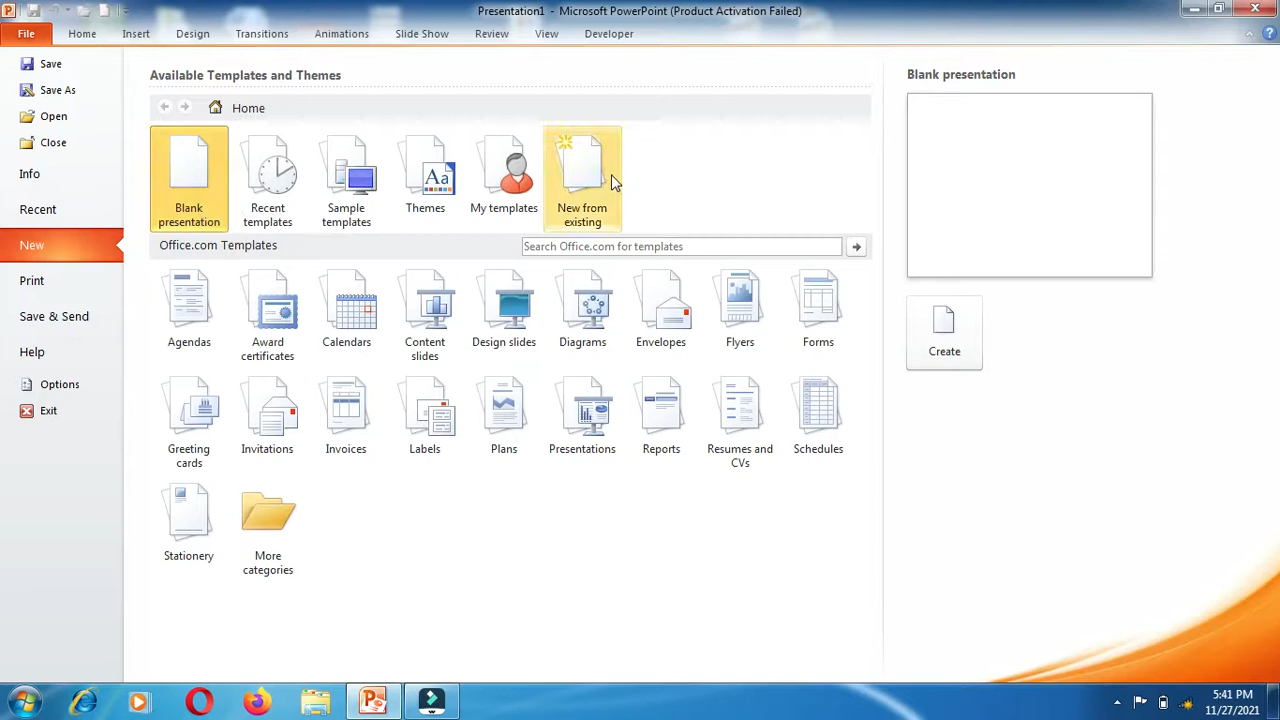 Presentation1 - Microsoft PowerPoint (Product Activation Failed)
File Home Insert Design Transitions Animations Slide Show Review View Developer
Save
Save As
Open
Close
Info
Recent
New
Print
Save & Send
Help
Options
Exit
Available Templates and Themes
Home
Blank presentation
Recent templates
Sample templates
Aa
Themes
My templates
New from existing
Office.com Templates
Search Office.com for templates
Agendas
Award certificates
Calendars
Content slides
Design slides
Diagrams
Envelopes
Flyers
Forms
Greeting cards
Invitations
Invoices
Labels
Plans
Presentations
Reports
Resumes and CVs
Schedules
Stationery
More categories
Blank presentation
Create
5:41 PM
11/27/2021